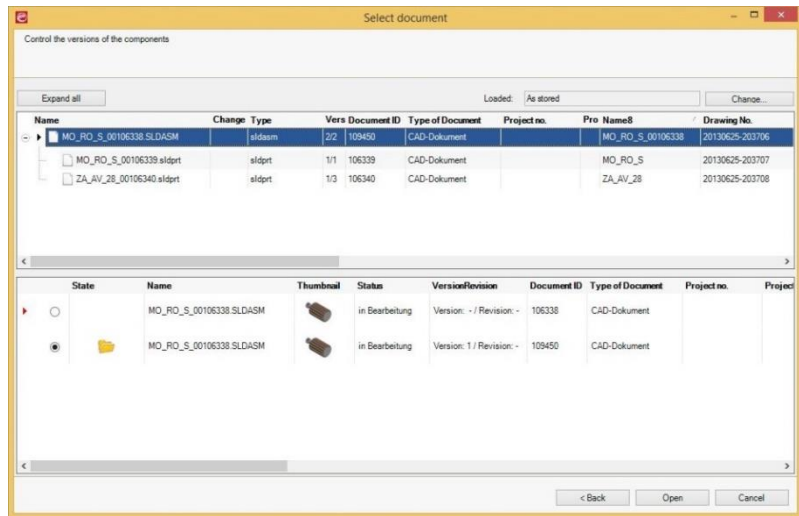 Select document
Control the versions of the components
Expand all Loaded: As stored Change...
Name Change Type Vers Document ID Type of Document Project no. Pro Name8 Drawing No.
MO_RO_S_00106338.SLDASM sldasm 2/2 109450 CAD-Dokument MO_RO_S_00106338 20130625-203706
MO_RO_S_00106339.sldprt sldprt 1/1 106339 CAD-Dokument MO_RO_S 20130625-203707
ZA_AV_28_00106340.sldprt sldprt 1/3 106340 CAD-Dokument ZA_AV_28 20130625-203708
State Name Thumbnail Status VersionRevision Document ID Type of Document Project no. Project
MO_RO_S_00106338.SLDASM in Bearbeitung Version: - / Revision: - 106338 CAD-Dokument
MO_RO_S_00106338.SLDASM in Bearbeitung Version: 1 / Revision: - 109450 CAD-Dokument
< Back Open Cancel